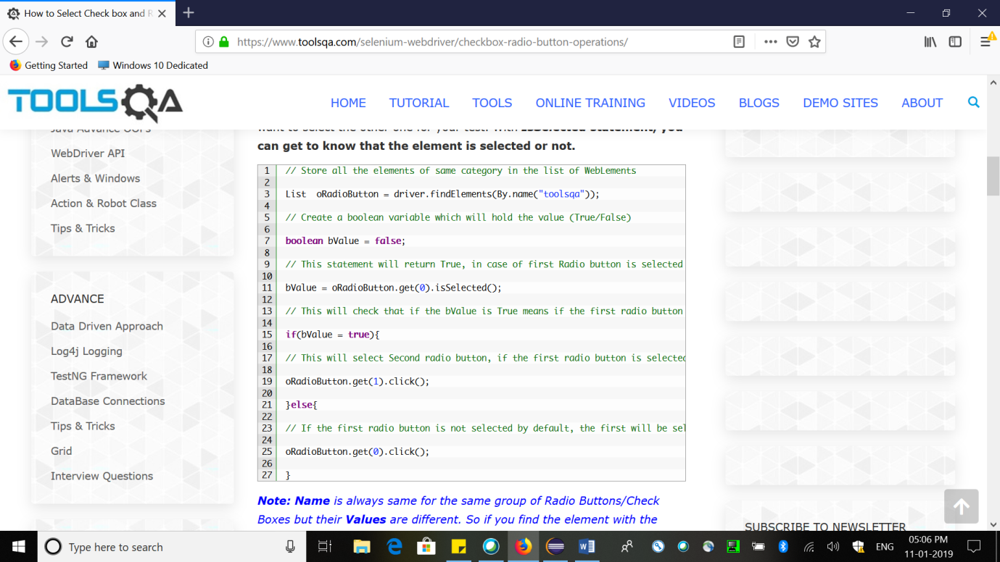 How to Select Check box and R
https://www.toolsqa.com/selenium-webdriver/checkbox-radio-button-operations/
Getting Started
Windows 10 Dedicated
TOOLSQA
HOME
TUTORIAL
TOOLS
ONLINE TRAINING
VIDEOS
BLOGS
DEMO SITES
ABOUT
Java Advance OOPs
WebDriver API
Alerts & Windows
Action & Robot Class
Tips & Tricks
ADVANCE
Data Driven Approach
Log4j Logging
TestNG Framework
DataBase Connections
Tips & Tricks
Grid
Interview Questions
want to select the other one for your test. With IsSelected statement, you
can get to know that the element is selected or not.
1 // Store all the elements of same category in the list of WebLements
2
3 List  oRadioButton = driver.findElements(By.name("toolsqa"));
4
5 // Create a boolean variable which will hold the value (True/False)
6
7 boolean bValue = false;
8
9 // This statement will return True, in case of first Radio button is selected
10
11 bValue = oRadioButton.get(0).isSelected();
12
13 // This will check that if the bValue is True means if the first radio button
14
15 if(bValue = true){
16
17 // This will select Second radio button, if the first radio button is selected
18
19 oRadioButton.get(1).click();
20
21 }else{
22
23 // If the first radio button is not selected by default, the first will be sel
24
25 oRadioButton.get(0).click();
26
27 }
Note: Name is always same for the same group of Radio Buttons/Check
Boxes but their Values are different. So if you find the element with the
SUBSCRIBE TO NEWSLETTER
Type here to search
ENG
05:06 PM
11-01-2019